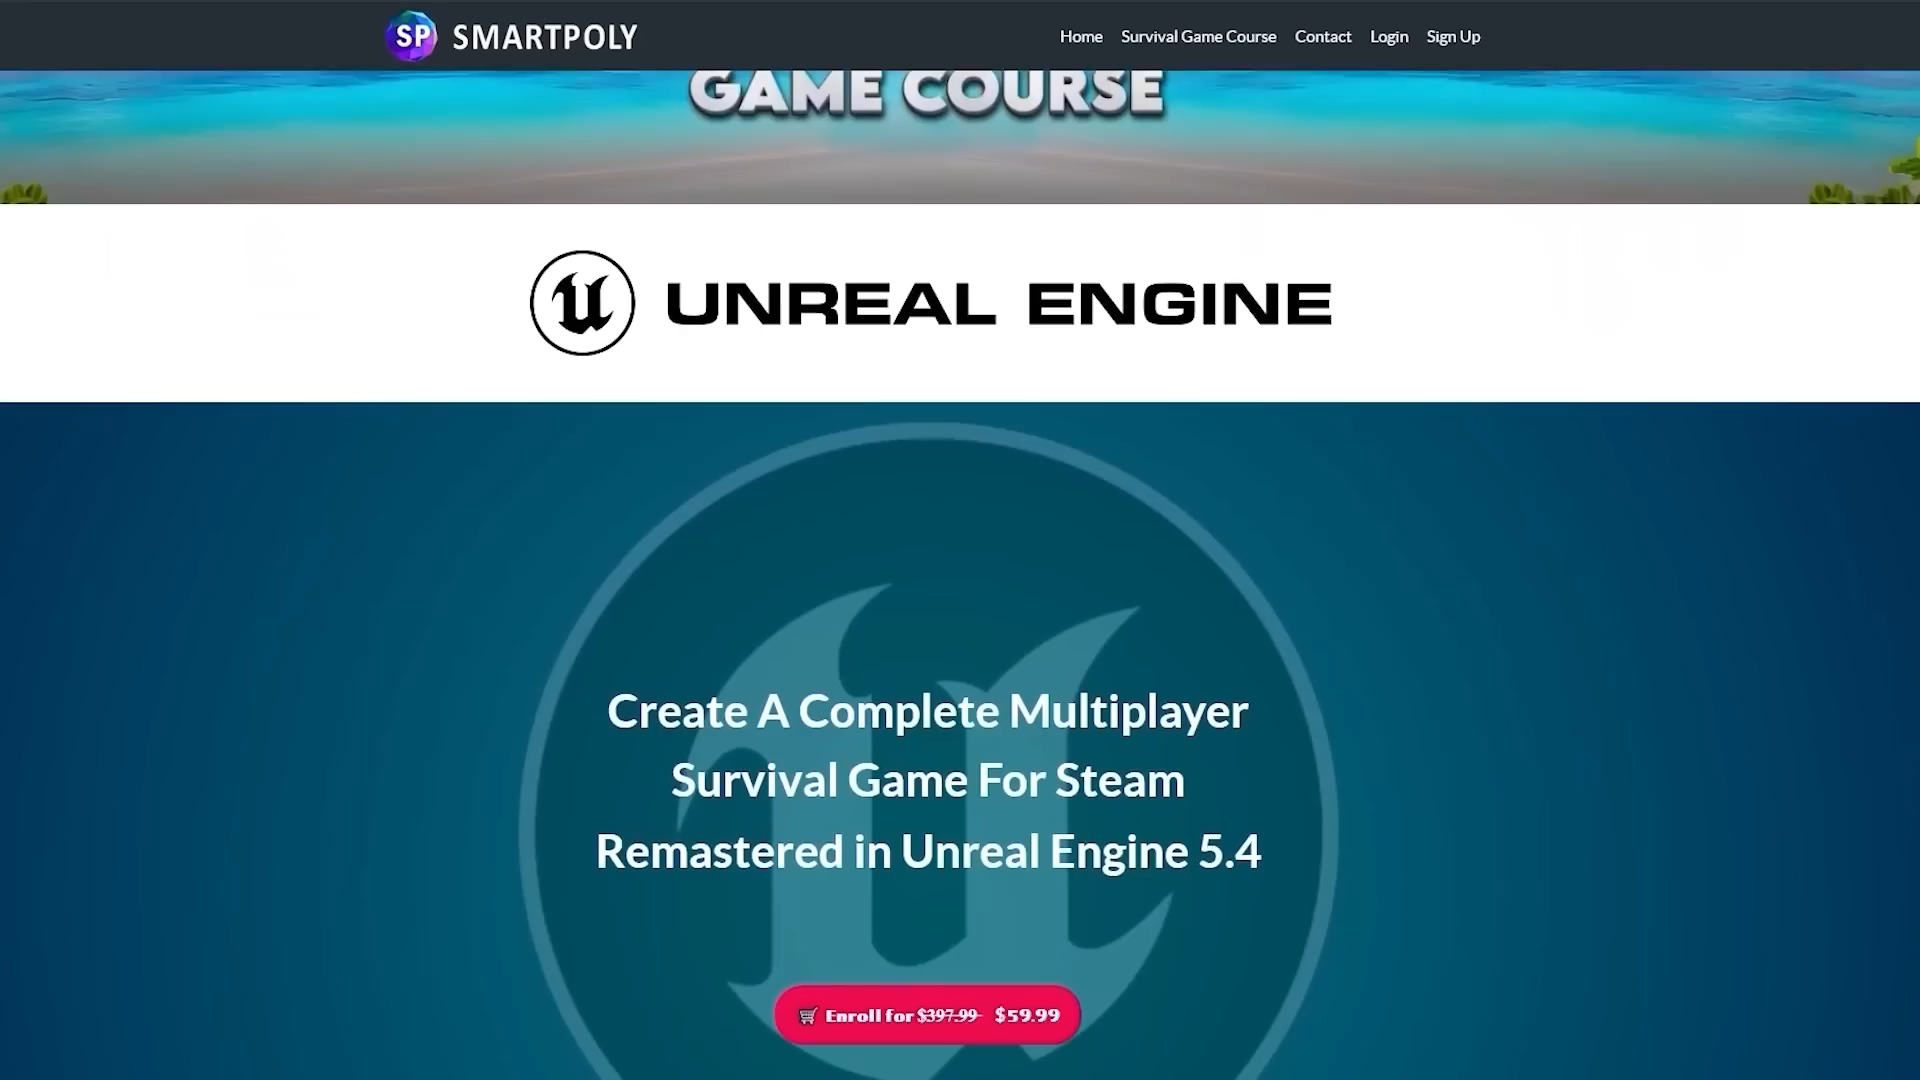 SP SMARTPOLY
Home Survival Game Course Contact Login Sign Up
GAME COURSE
UNREAL ENGINE
Create A Complete Multiplayer
Survival Game For Steam
Remastered in Unreal Engine 5.4
Enroll for $397.99 $59.99